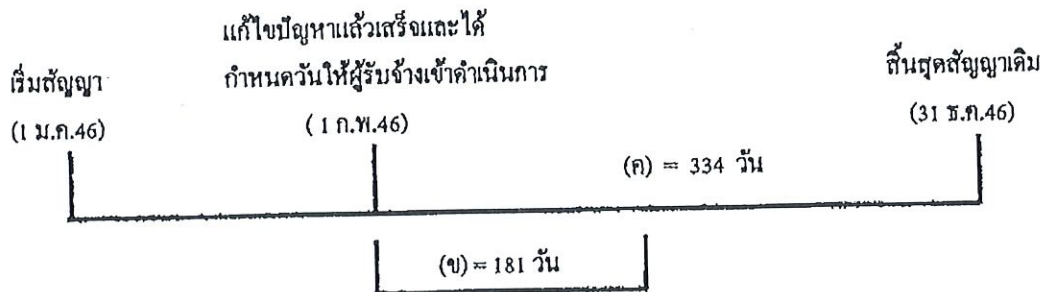 แก้ไขปัญหาแล้วเสร็จและได้
เริ่มสัญญา
กำหนดวันให้ผู้รับจ้างเข้าดำเนินการ
สิ้นสุดสัญญาเดิม
(1 ม.ค.46)
( 1 ก.พ.46)
(31 ธ.ค.46)
(ค) = 334 วัน
(ข) = 181 วัน